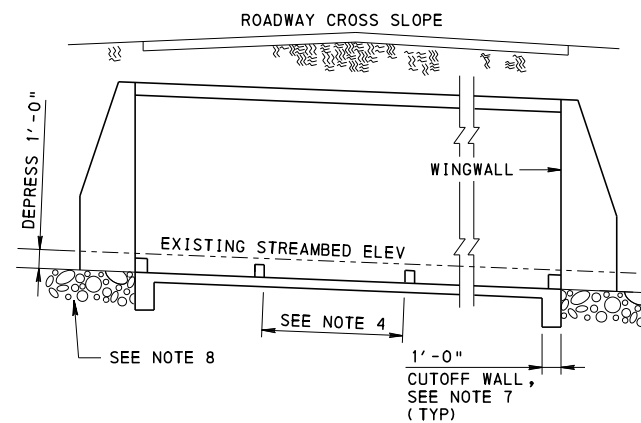 ROADWAY CROSS SLOPE
DEPRESS 1'-0"
WINGWALL
EXISTING STREAMBED ELEV
SEE NOTE 4
SEE NOTE 8
1'-0"
CUTOFF WALL,
SEE NOTE 7
(TYP)